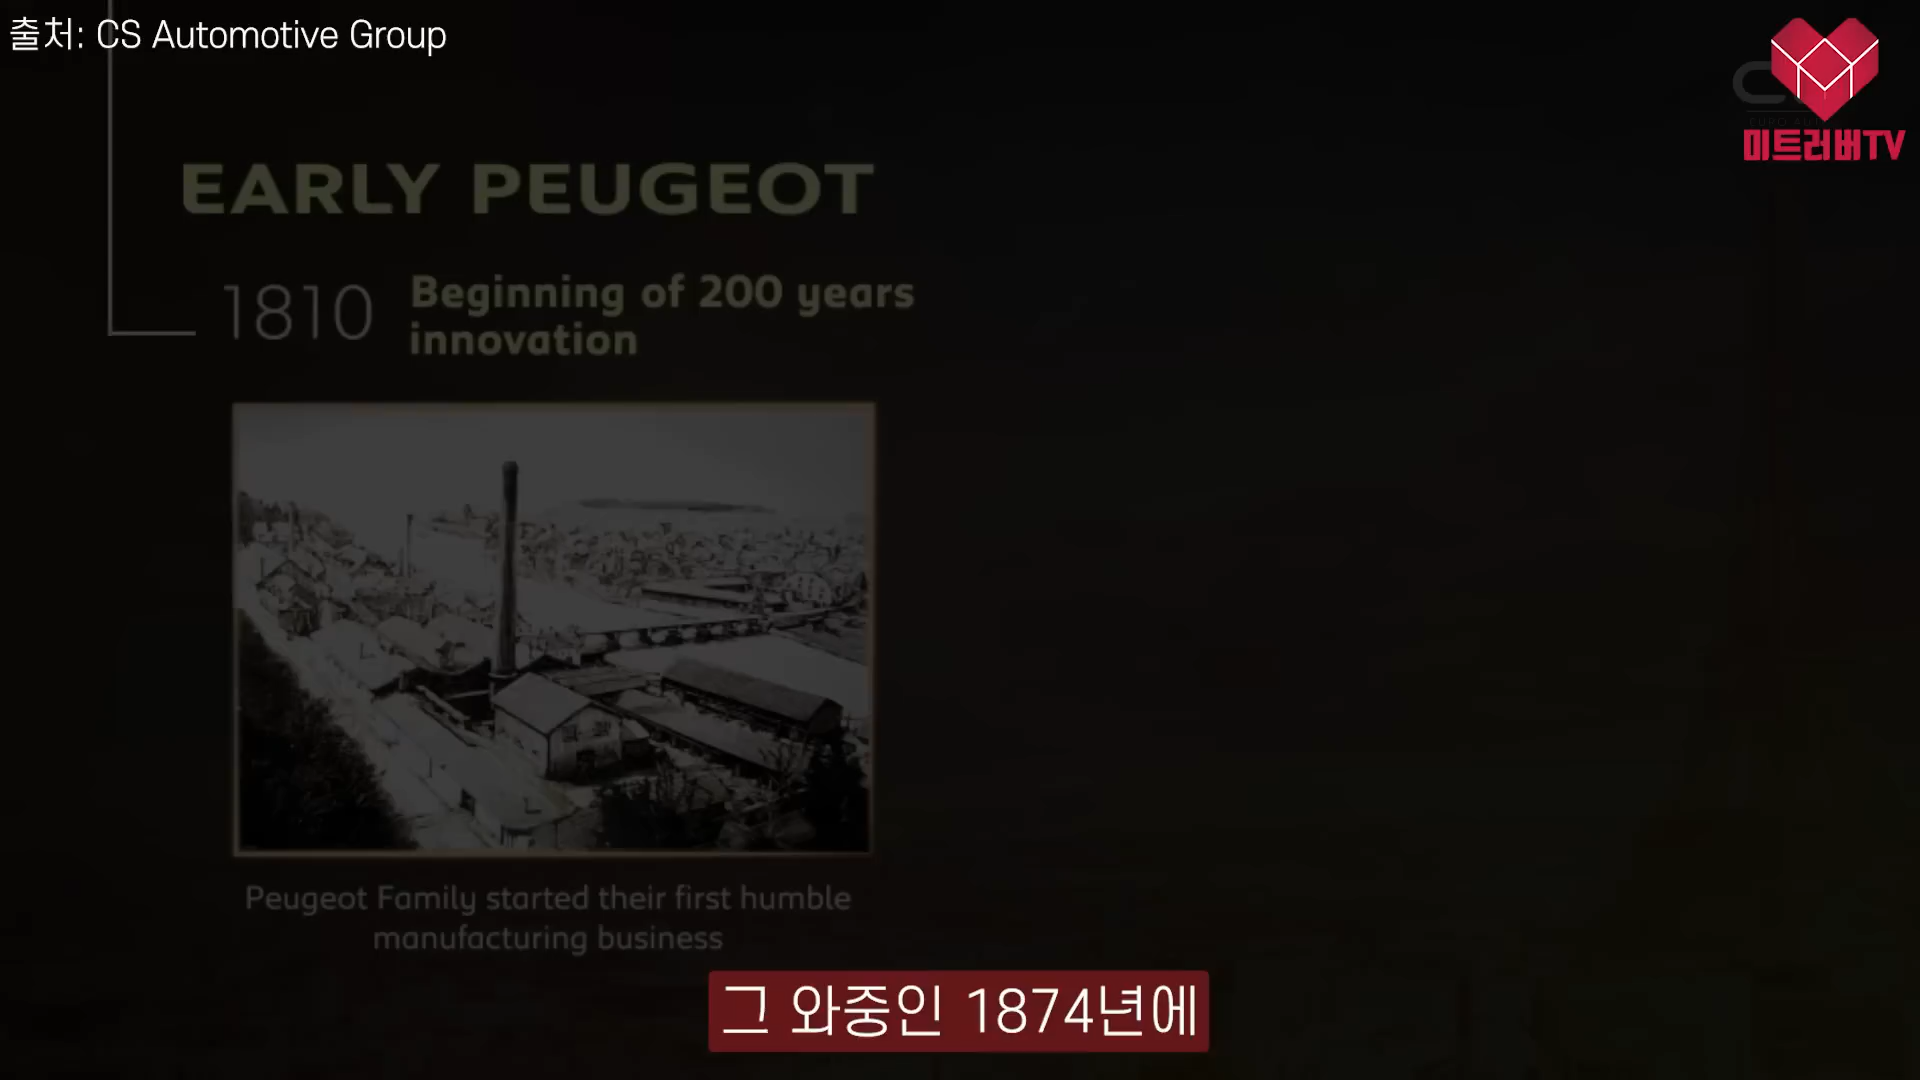 출처: CS Automotive Group
미트러버TV
EARLY PEUGEOT
1810
Beginning of 200 years
innovation
Peugeot Family started their first humble
manufacturing business
그 와중인 1874년에